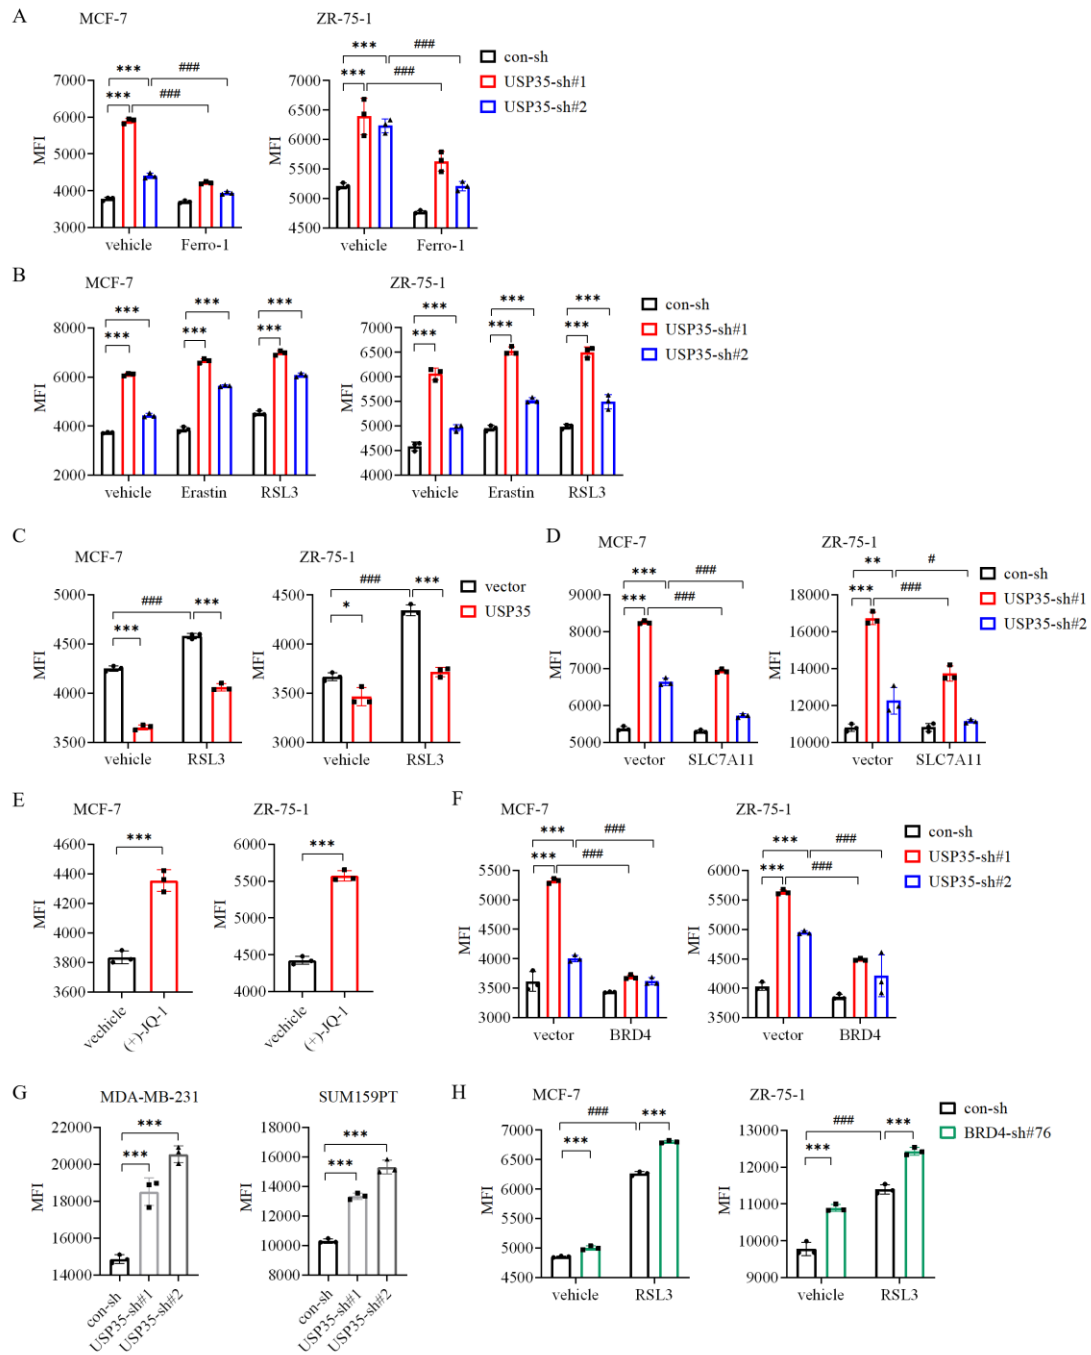 A
MCF-7
ZR-75-1
con-sh
USP35-sh#1
USP35-sh#2
*** ###
*** ###
MFI
7000
6000
5000
4000
3000
vehicle Ferro-1
*** ###
*** ###
MFI
7000
6500
6000
5500
5000
4500
vehicle Ferro-1
B
MCF-7
ZR-75-1
con-sh
USP35-sh#1
USP35-sh#2
*** *** ***
*** *** ***
MFI
8000
6000
4000
2000
vehicle Erastin RSL3
*** *** ***
*** *** ***
MFI
7000
6500
6000
5500
5000
4500
4000
vehicle Erastin RSL3
C
MCF-7
ZR-75-1
vector
USP35
### ***
***
MFI
5000
4500
4000
3500
vehicle RSL3
### ***
*
MFI
4500
4000
3500
3000
vehicle RSL3
D
MCF-7
ZR-75-1
con-sh
USP35-sh#1
USP35-sh#2
*** ###
*** ###
MFI
9000
8000
7000
6000
5000
vector SLC7A11
** #
*** ###
MFI
18000
16000
14000
12000
10000
vector SLC7A11
E
MCF-7
ZR-75-1
***
MFI
4600
4400
4200
4000
3800
3600
vechicle
(+)-JQ-1
***
MFI
6000
5500
5000
4500
4000
vechicle
(+)-JQ-1
F
MCF-7
ZR-75-1
con-sh
USP35-sh#1
USP35-sh#2
*** ###
*** ###
MFI
5500
5000
4500
4000
3500
3000
vector BRD4
*** ###
*** ###
MFI
6000
5500
5000
4500
4000
3500
vector BRD4
G
MDA-MB-231
SUM159PT
***
***
MFI
22000
20000
18000
16000
14000
con-sh
USP35-sh#1
USP35-sh#2
***
***
MFI
18000
16000
14000
12000
10000
8000
con-sh
USP35-sh#1
USP35-sh#2
H
MCF-7
ZR-75-1
con-sh
BRD4-sh#76
### ***
***
MFI
7000
6500
6000
5500
5000
4500
vehicle RSL3
### ***
***
MFI
13000
12000
11000
10000
9000
vehicle RSL3